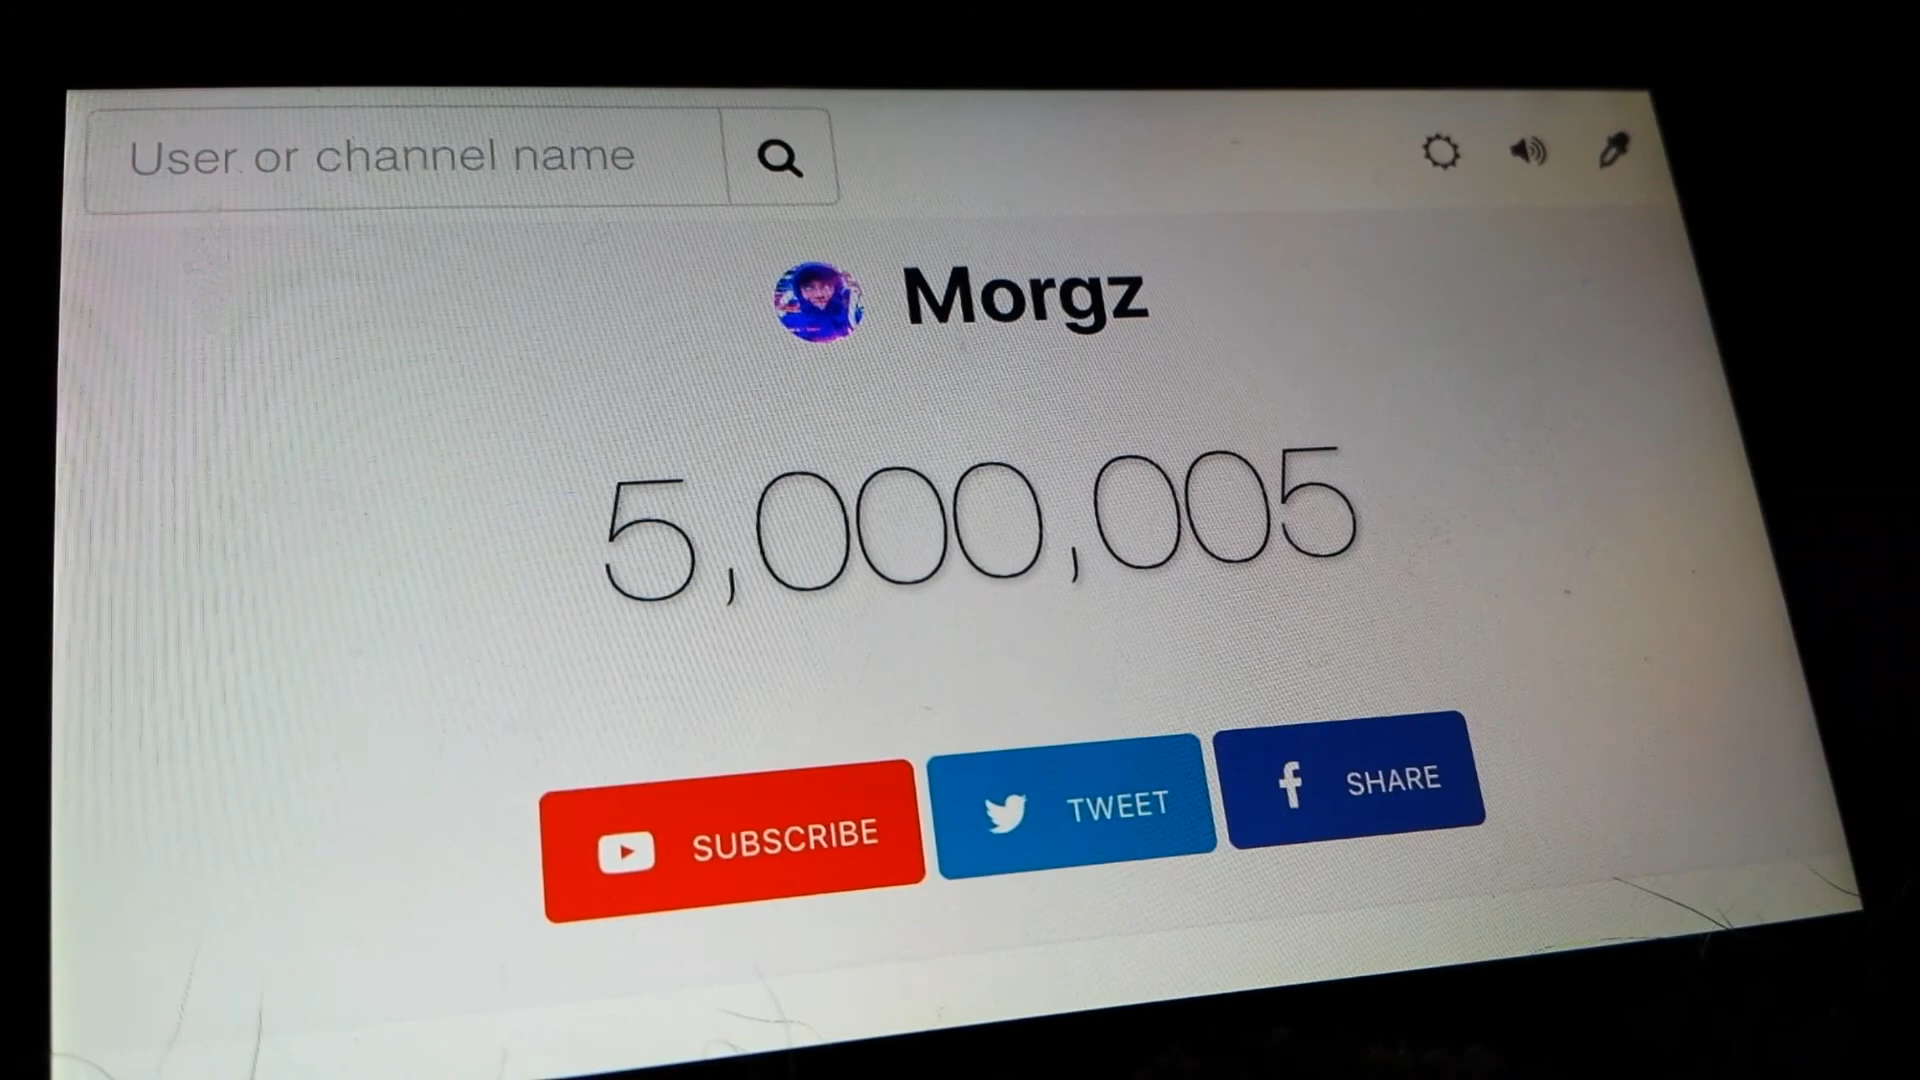 User or channel name
Morgz
5,000,005
SUBSCRIBE
TWEET
SHARE